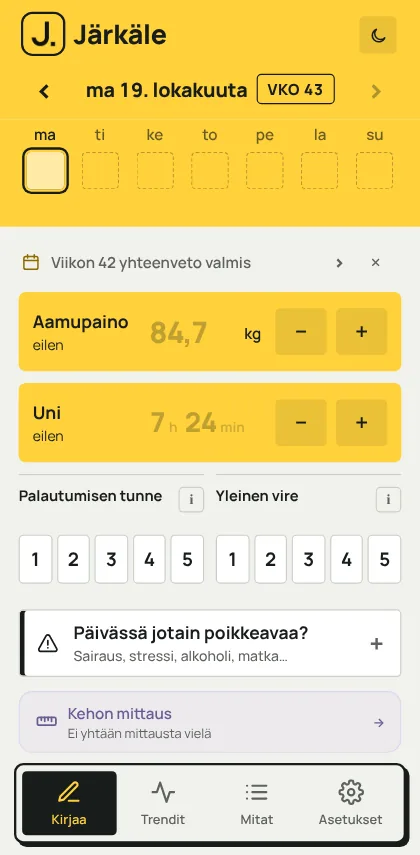 J. Järkäle
ma 19. lokakuuta VKO 43
ma ti ke to pe la su
Viikon 42 yhteenveto valmis
Aamupaino
eilen
84,7 kg − +
Uni
eilen
7 h 24 min − +
Palautumisen tunne i Yleinen vire i
1 2 3 4 5 1 2 3 4 5
Päivässä jotain poikkeavaa?
Sairaus, stressi, alkoholi, matka…
+
Kehon mittaus
Ei yhtään mittausta vielä
Kirjaa Trendit Mitat Asetukset